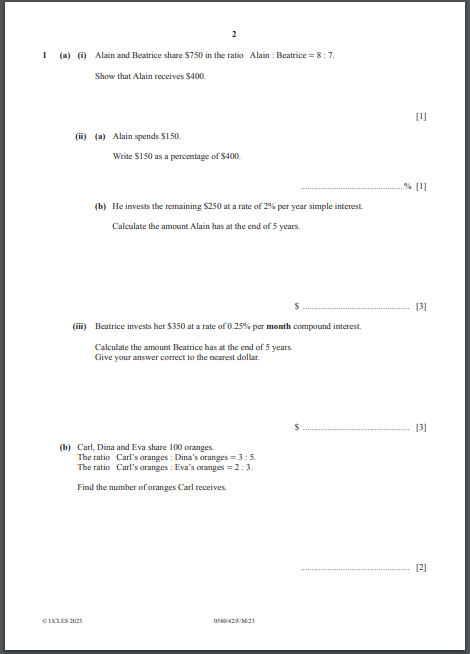 2
1 (a) (i) Alain and Beatrice share $750 in the ratio Alain : Beatrice = 8 : 7.
Show that Alain receives $400.
[1]
(ii) (a) Alain spends $150.
Write $150 as a percentage of $400.
................................................ % [1]
(b) He invests the remaining $250 at a rate of 2% per year simple interest.
Calculate the amount Alain has at the end of 5 years.
$ ................................................ [3]
(iii) Beatrice invests her $350 at a rate of 0.25% per month compound interest.
Calculate the amount Beatrice has at the end of 5 years.
Give your answer correct to the nearest dollar.
$ ................................................ [3]
(b) Carl, Dina and Eva share 100 oranges.
The ratio Carl's oranges : Dina's oranges = 3 : 5.
The ratio Carl's oranges : Eva's oranges = 2 : 3.
Find the number of oranges Carl receives.
................................................ [2]
© UCLES 2023 0580/42/F/M/23